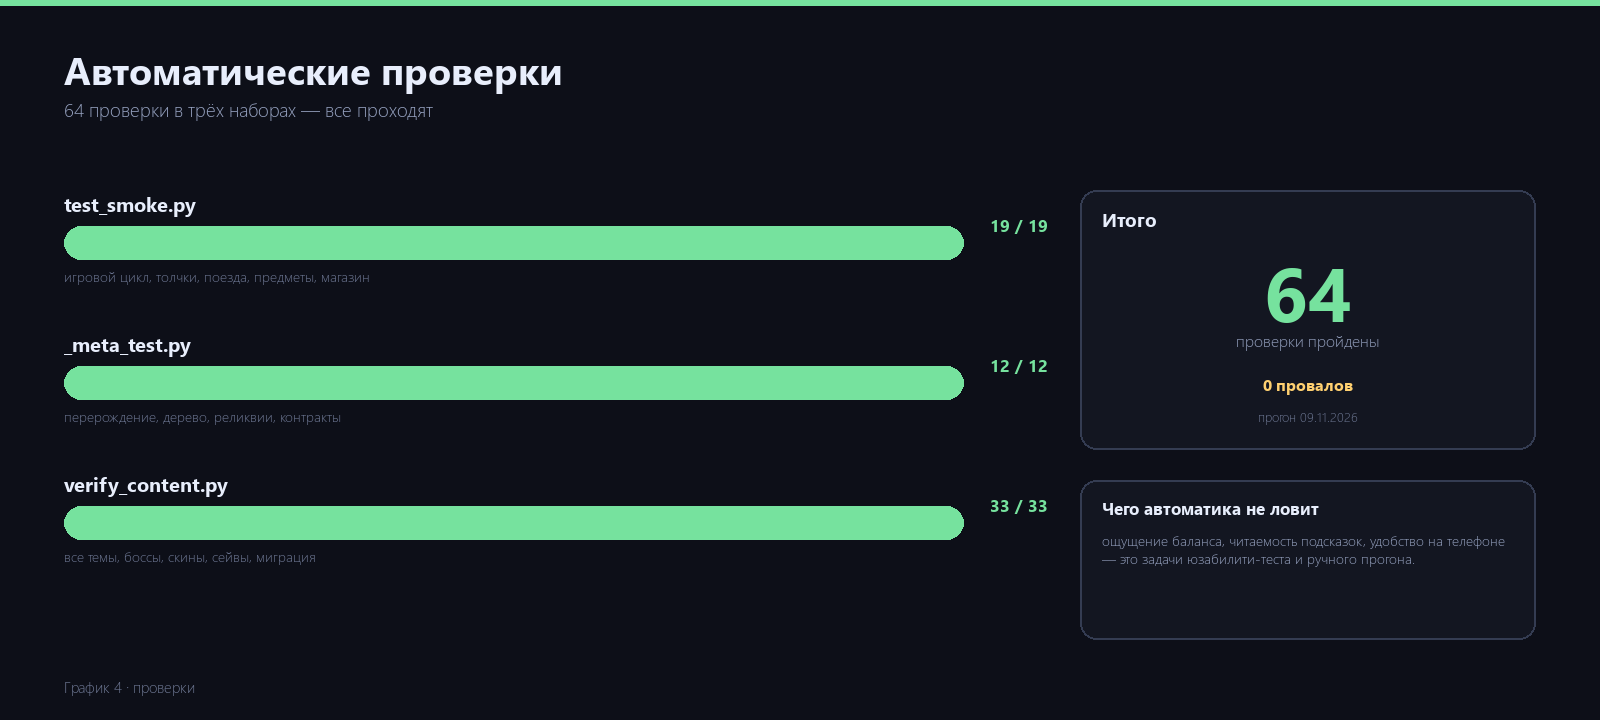 Автоматические проверки
64 проверки в трёх наборах — все проходят
test_smoke.py
19 / 19
игровой цикл, толчки, поезда, предметы, магазин
_meta_test.py
12 / 12
перерождение, дерево, реликвии, контракты
verify_content.py
33 / 33
все темы, боссы, скины, сейвы, миграция
Итого
64
проверки пройдены
0 провалов
прогон 09.11.2026
Чего автоматика не ловит
ощущение баланса, читаемость подсказок, удобство на телефоне
— это задачи юзабилити-теста и ручного прогона.
График 4 · проверки